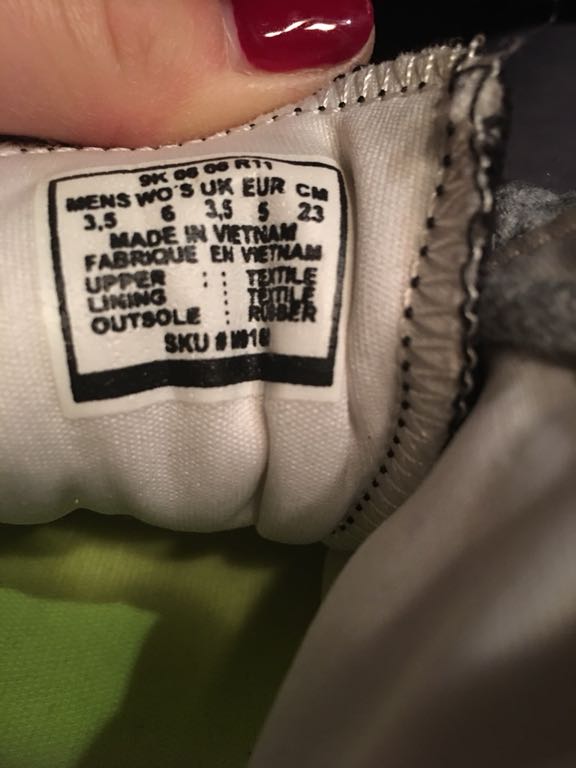 9K 06 06 R11
MENS WO'S UK EUR CM
3,5 6 3,5 5 23
MADE IN VIETNAM
FABRIQUE EN VIETNAM
UPPER : TEXTILE
LINING : TEXTILE
OUTSOLE : RUBBER
SKU #